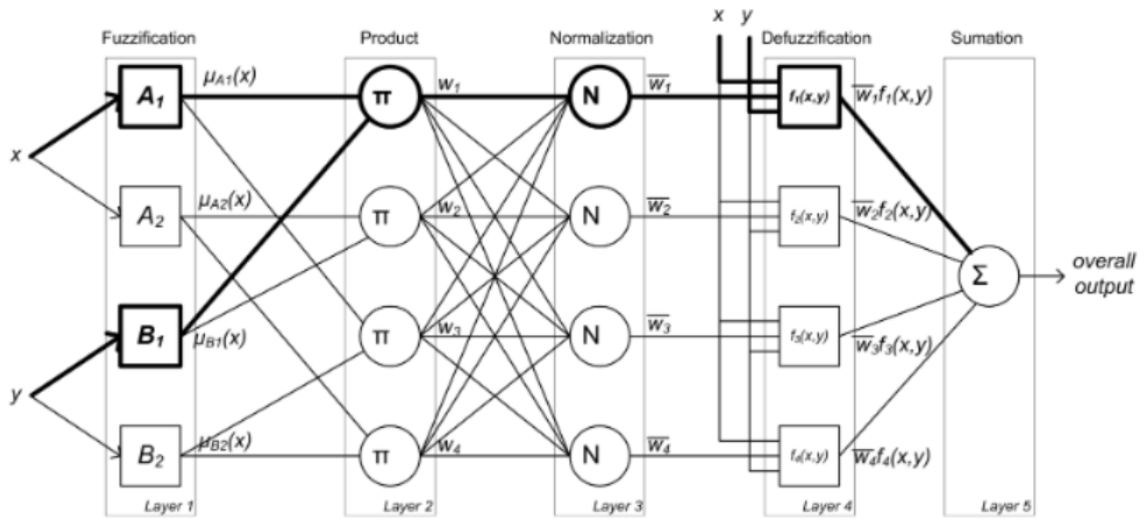 x y
Fuzzification Product Normalization Defuzzification Sumation
A₁ μA1(x) π w₁ N w̅₁ f₁(x,y) w̅₁f₁(x,y)
x
A₂ μA2(x) π w₂ N w̅₂ f₂(x,y) w̅₂f₂(x,y)
Σ overall
output
B₁ μB1(x) π w₃ N w̅₃ f₃(x,y) w̅₃f₃(x,y)
y
B₂ μB2(x) π w₄ N w̅₄ f₄(x,y) w̅₄f₄(x,y)
Layer 1 Layer 2 Layer 3 Layer 4 Layer 5